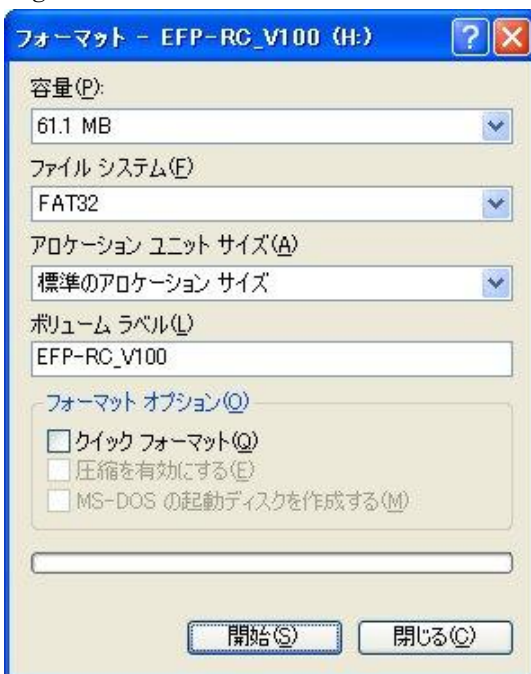 フォーマット - EFP-RC_V100 (H:)
容量(P):
61.1 MB
ファイル システム(F)
FAT32
アロケーション ユニット サイズ(A)
標準のアロケーション サイズ
ボリューム ラベル(L)
EFP-RC_V100
フォーマット オプション(O)
クイック フォーマット(Q)
圧縮を有効にする(E)
MS-DOS の起動ディスクを作成する(M)
開始(S)
閉じる(C)